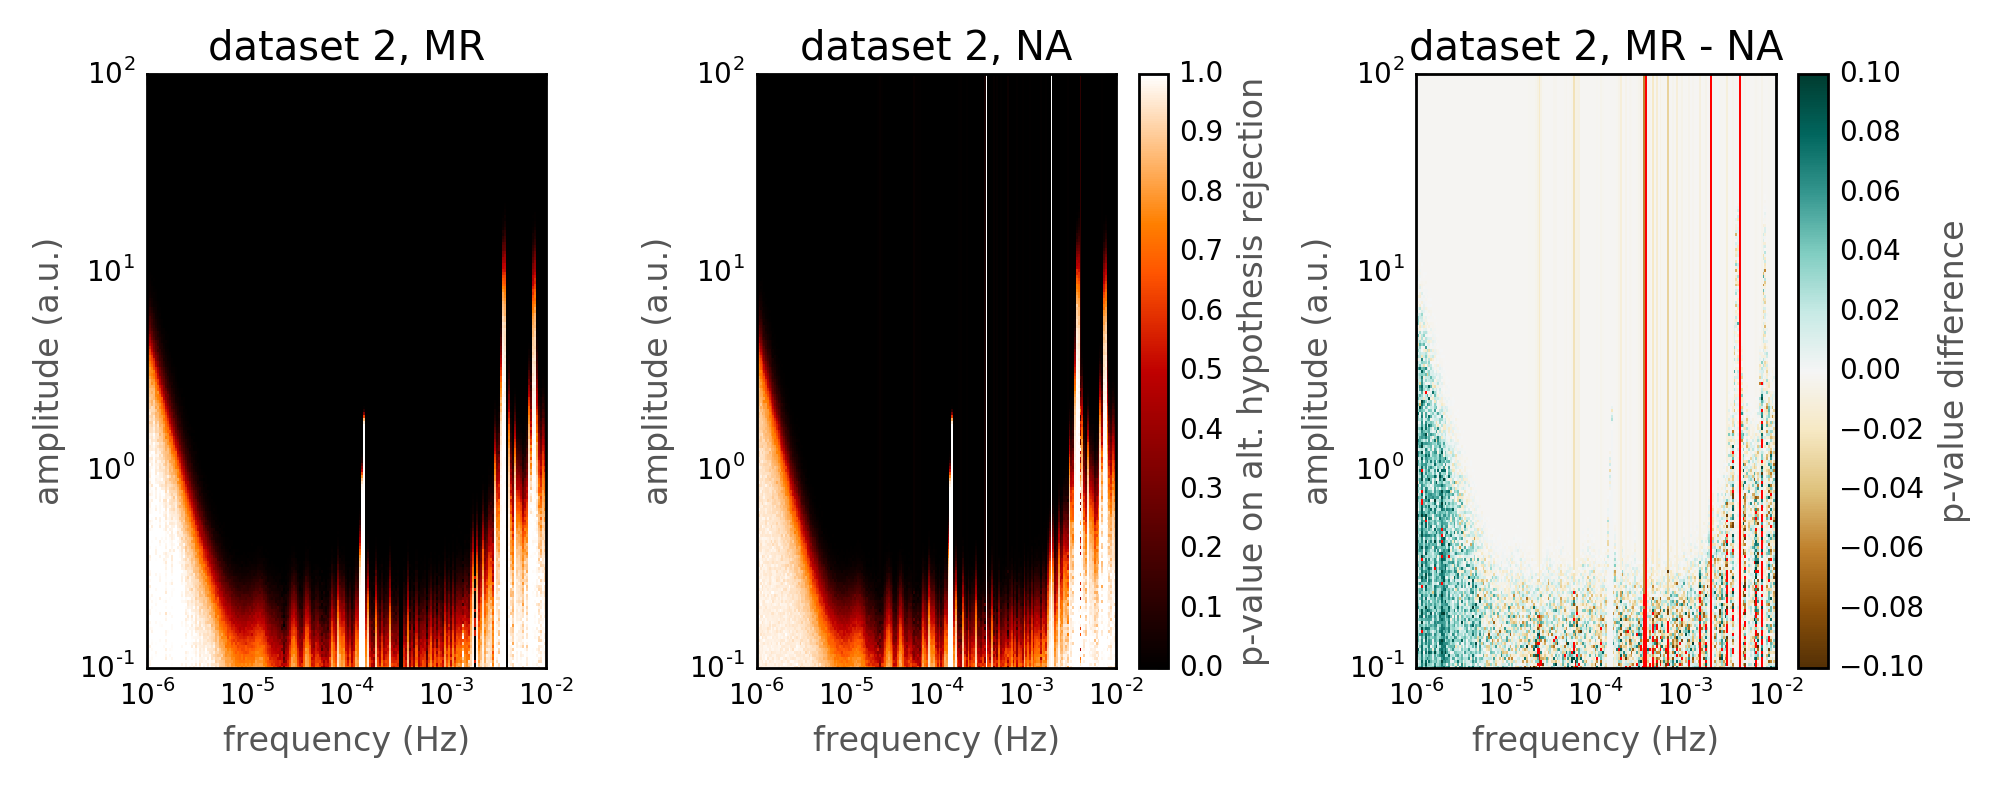 dataset 2, MR
dataset 2, NA
dataset 2, MR - NA
10² 10¹ 10⁰ 10⁻¹
amplitude (a.u.)
10⁻⁶ 10⁻⁵ 10⁻⁴ 10⁻³ 10⁻²
frequency (Hz)
10² 10¹ 10⁰ 10⁻¹
amplitude (a.u.)
10⁻⁶ 10⁻⁵ 10⁻⁴ 10⁻³ 10⁻²
frequency (Hz)
1.0
0.9
0.8
0.7
0.6
0.5
0.4
0.3
0.2
0.1
0.0
p-value on alt. hypothesis rejection
10² 10¹ 10⁰ 10⁻¹
amplitude (a.u.)
10⁻⁶ 10⁻⁵ 10⁻⁴ 10⁻³ 10⁻²
frequency (Hz)
0.10
0.08
0.06
0.04
0.02
0.00
−0.02
−0.04
−0.06
−0.08
−0.10
p-value difference